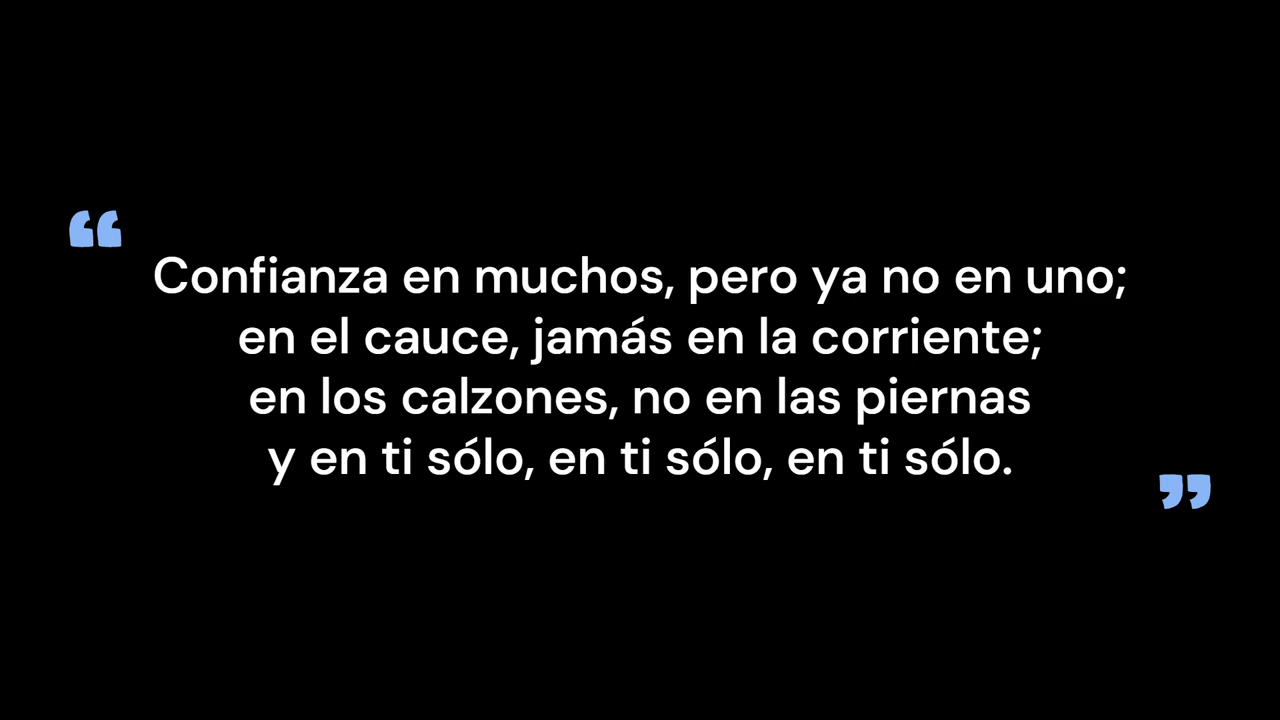 “
Confianza en muchos, pero ya no en uno;
en el cauce, jamás en la corriente;
en los calzones, no en las piernas
y en ti sólo, en ti sólo, en ti sólo.
”